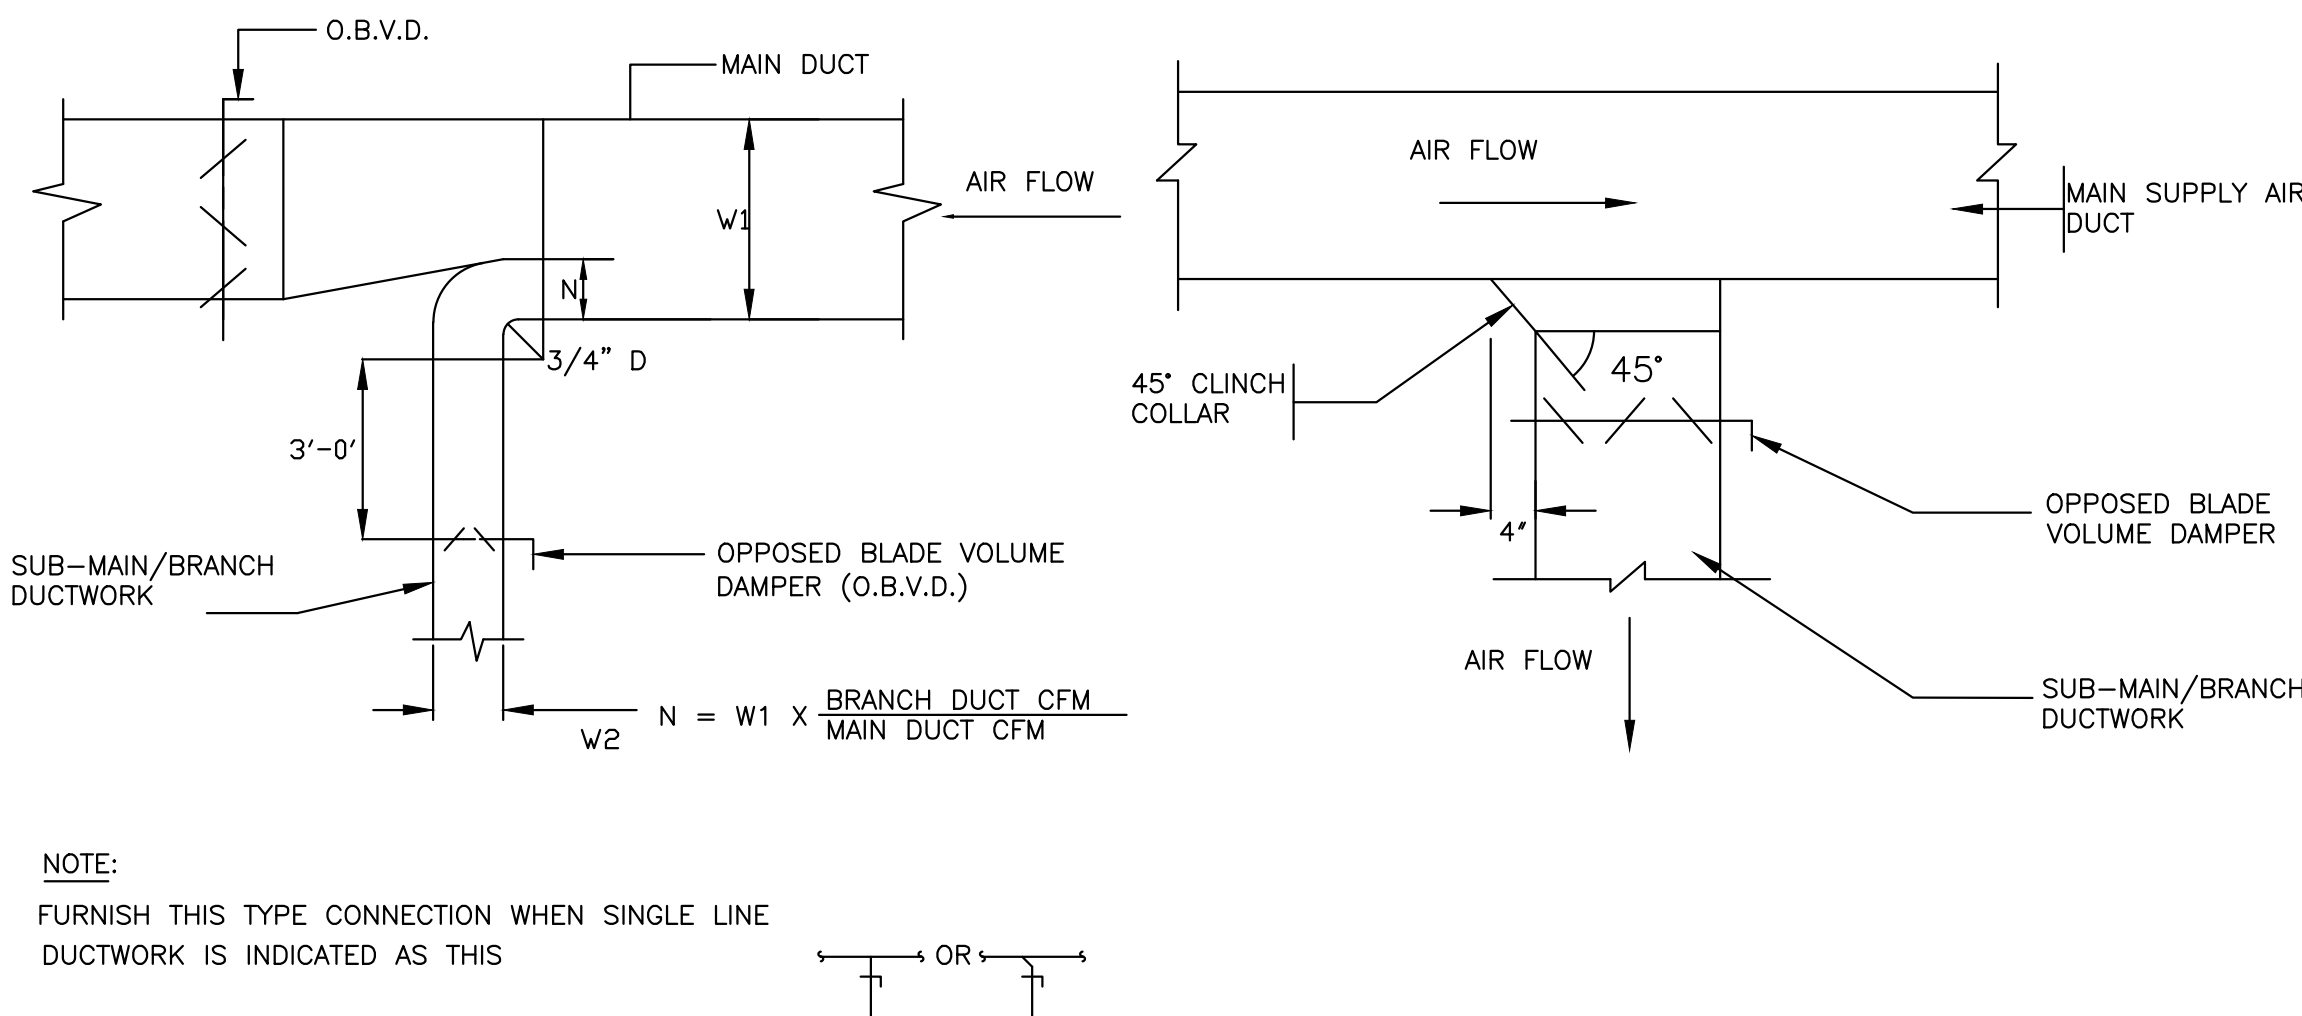 O.B.V.D.
MAIN DUCT
W1
AIR FLOW
N
3/4" D
3'-0'
SUB-MAIN/BRANCH
DUCTWORK
OPPOSED BLADE VOLUME
DAMPER (O.B.V.D.)
W2
N = W1 X BRANCH DUCT CFM
MAIN DUCT CFM
AIR FLOW
MAIN SUPPLY AIR
DUCT
45° CLINCH
COLLAR
45°
4"
OPPOSED BLADE
VOLUME DAMPER
AIR FLOW
SUB-MAIN/BRANCH
DUCTWORK
NOTE:
FURNISH THIS TYPE CONNECTION WHEN SINGLE LINE
DUCTWORK IS INDICATED AS THIS
OR